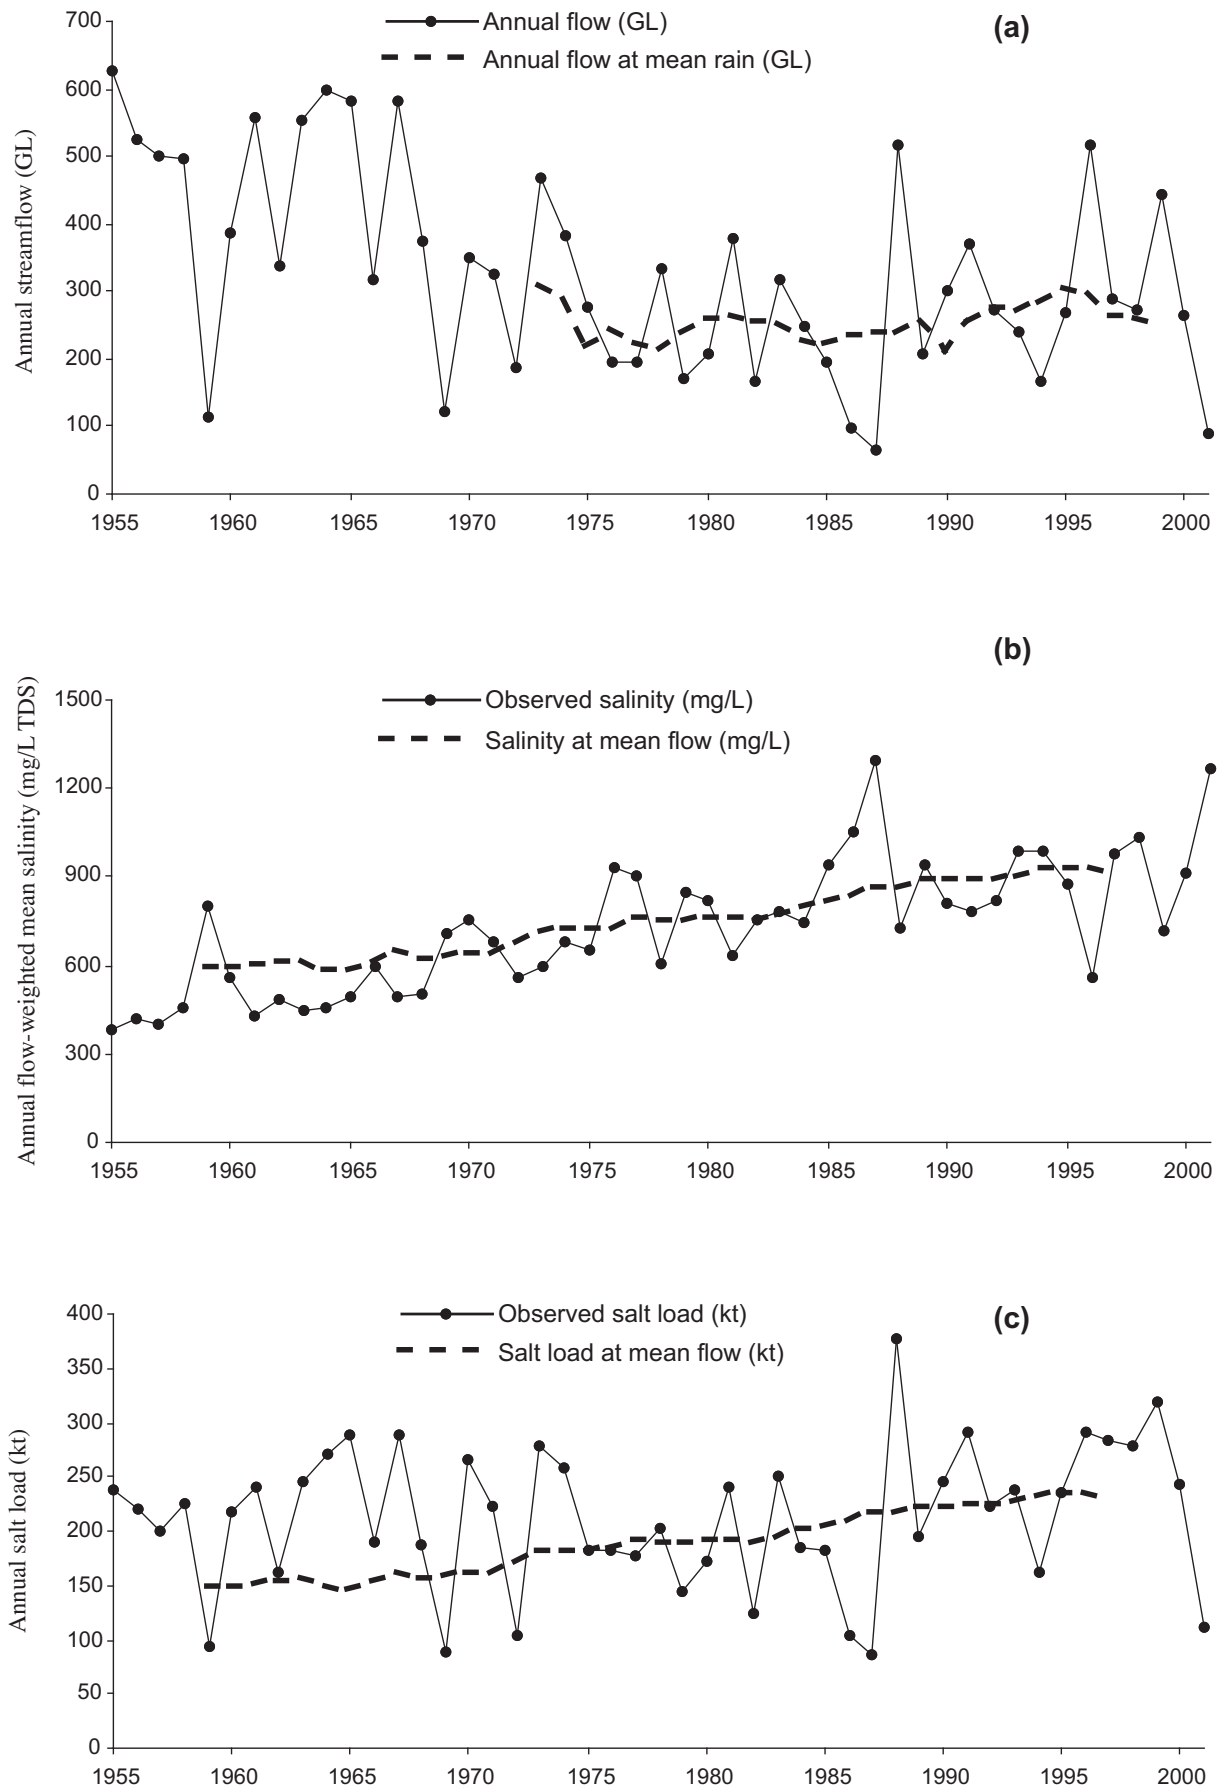 700
Annual flow (GL)
(a)
Annual flow at mean rain (GL)
600
500
400
300
200
100
0
Annual streamflow (GL)
1955 1960 1965 1970 1975 1980 1985 1990 1995 2000
(b)
1500
Observed salinity (mg/L)
Salinity at mean flow (mg/L)
1200
900
600
300
0
Annual flow-weighted mean salinity (mg/L TDS)
1955 1960 1965 1970 1975 1980 1985 1990 1995 2000
400
Observed salt load (kt)
(c)
Salt load at mean flow (kt)
350
300
250
200
150
100
50
0
Annual salt load (kt)
1955 1960 1965 1970 1975 1980 1985 1990 1995 2000